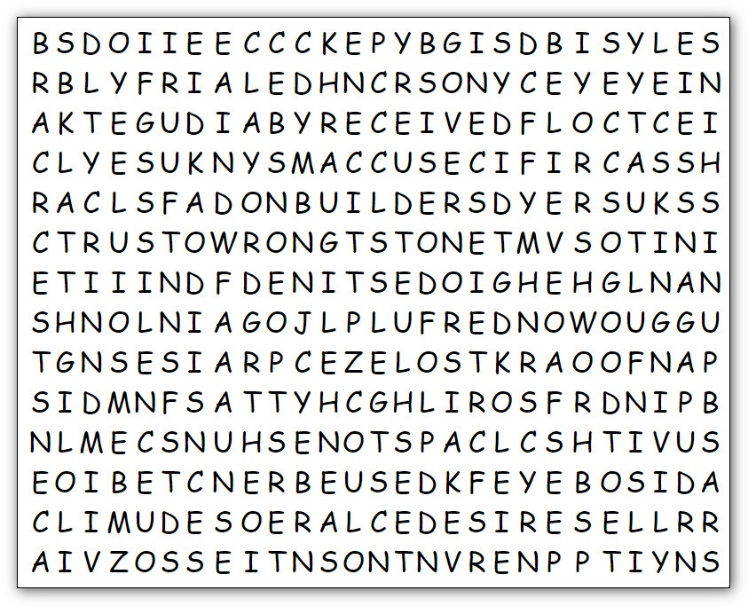 BSDOIIEECCCKEPYBGISDBISYLES
RBLYFRIALEDHNCRSONYCEYEYEIN
AKTEGUDIABYRECEIVEDFLOCTCEI
CLYESUKNYSMACCUSECIFIRCASSH
RACLSFADONBUILDERSDYERSUKSS
CTRUSTOWRONGTSTONETMVSOTINI
ETIIINDFDENITSEDOIGHEHGLNAN
SHNOLNIAGOJLPLUFREDNOWOUGGU
TGNSESIARPCEZELOSTKRAOOFNAP
SIDMNFSATTYHCGHLIROSFRDNIPB
NLMECSNUHSENOTSPACLCSHTIVUS
EOIBETCNERBEUSEDKFEYEBOSIDA
CLIMUDESOERALCEDESIRESELLRR
AIVZOSSEITNSONTNVRENPPTIYNS